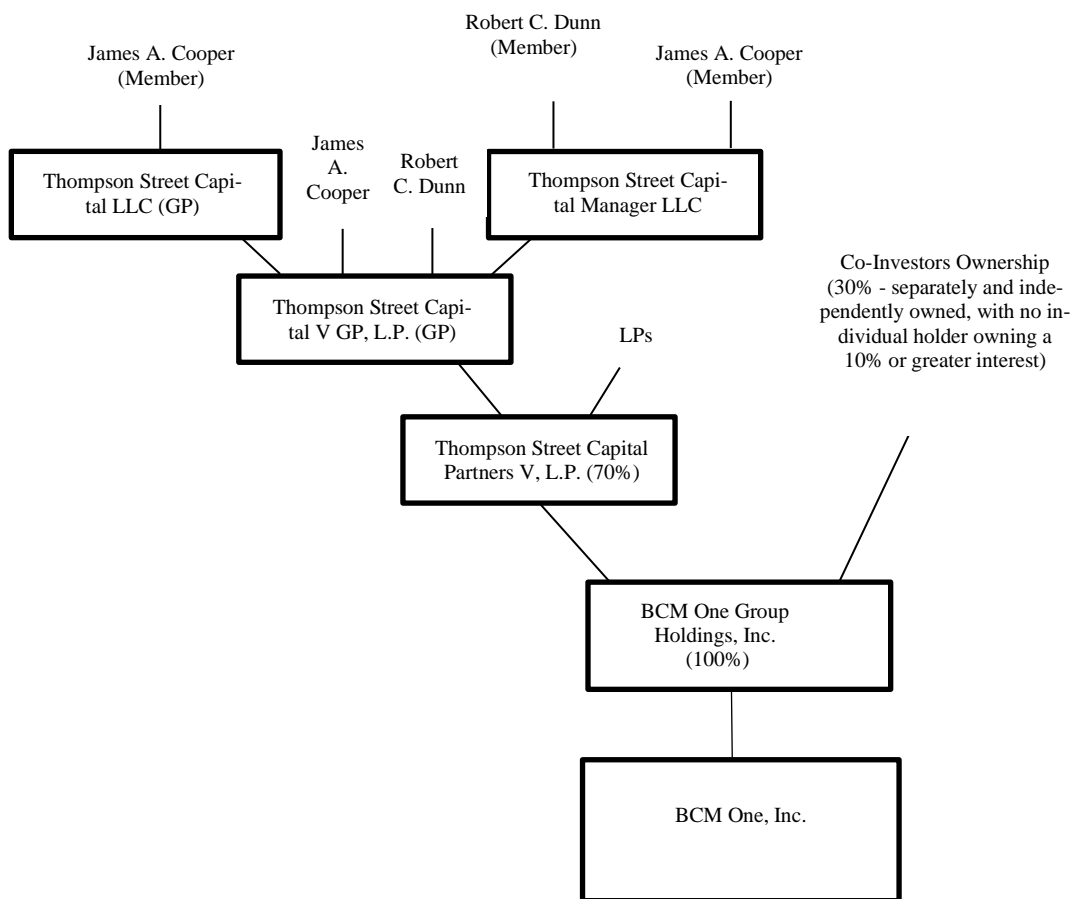 Robert C. Dunn
(Member)
James A. Cooper
(Member)
James A. Cooper
(Member)
James
A.
Cooper
Robert
C. Dunn
Thompson Street Capi-
tal LLC (GP)
Thompson Street Capi-
tal Manager LLC
Co-Investors Ownership
(30% - separately and inde-
pendently owned, with no in-
dividual holder owning a
10% or greater interest)
Thompson Street Capi-
tal V GP, L.P. (GP)
LPs
Thompson Street Capital
Partners V, L.P. (70%)
BCM One Group
Holdings, Inc.
(100%)
BCM One, Inc.